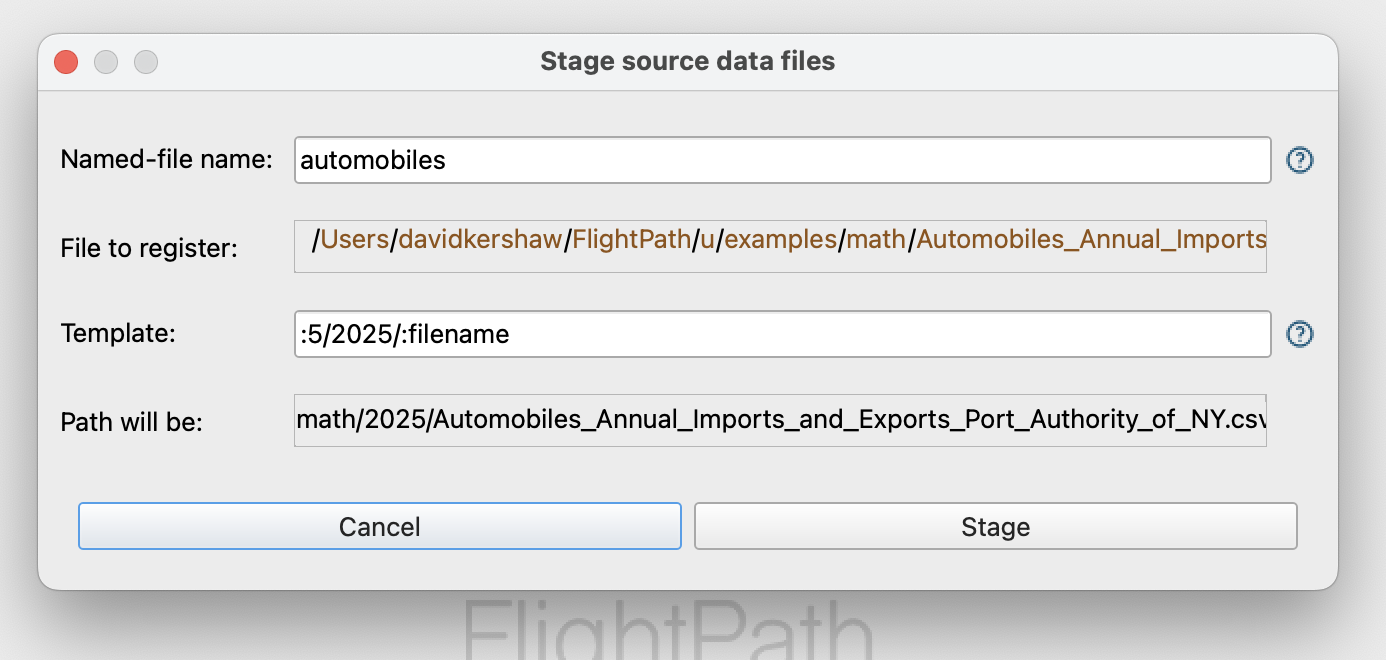 Stage source data files
Named-file name: automobiles
File to register: /Users/davidkershaw/FlightPath/u/examples/math/Automobiles_Annual_Imports
Template: :5/2025/:filename
Path will be: math/2025/Automobiles_Annual_Imports_and_Exports_Port_Authority_of_NY.csv
Cancel Stage
FlightPath